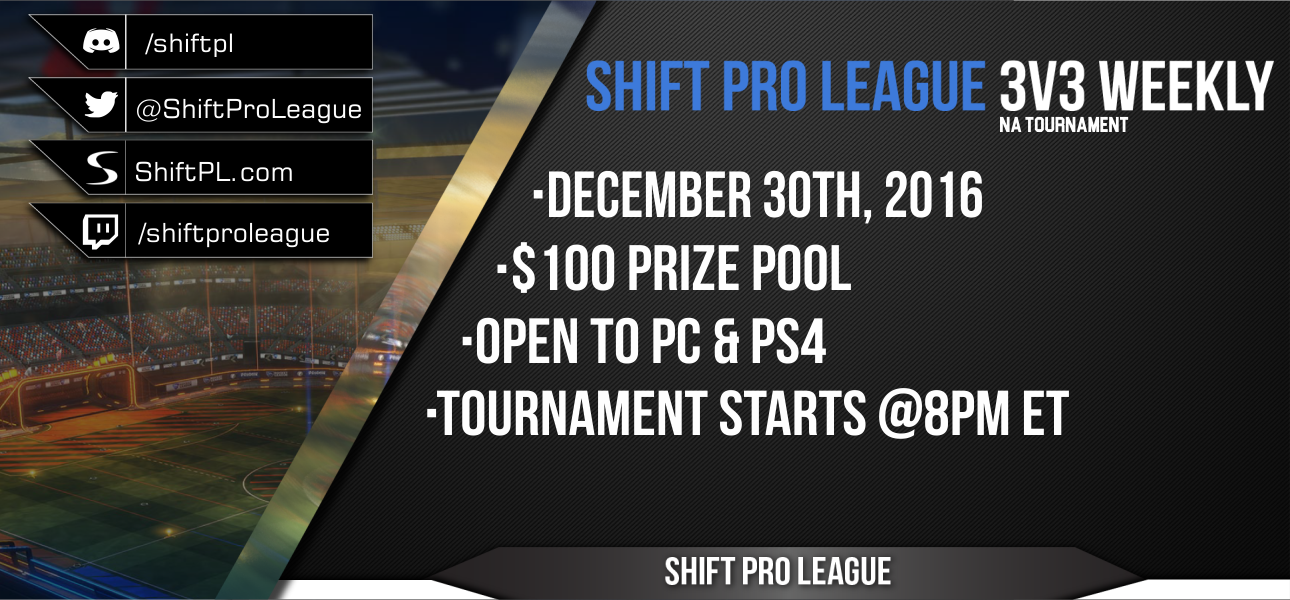 /shiftpl
@ShiftProLeague
ShiftPL.com
/shiftproleague
SHIFT PRO LEAGUE 3V3 WEEKLY
NA TOURNAMENT
·DECEMBER 30TH, 2016
·$100 PRIZE POOL
·OPEN TO PC & PS4
·TOURNAMENT STARTS @8PM ET
SHIFT PRO LEAGUE